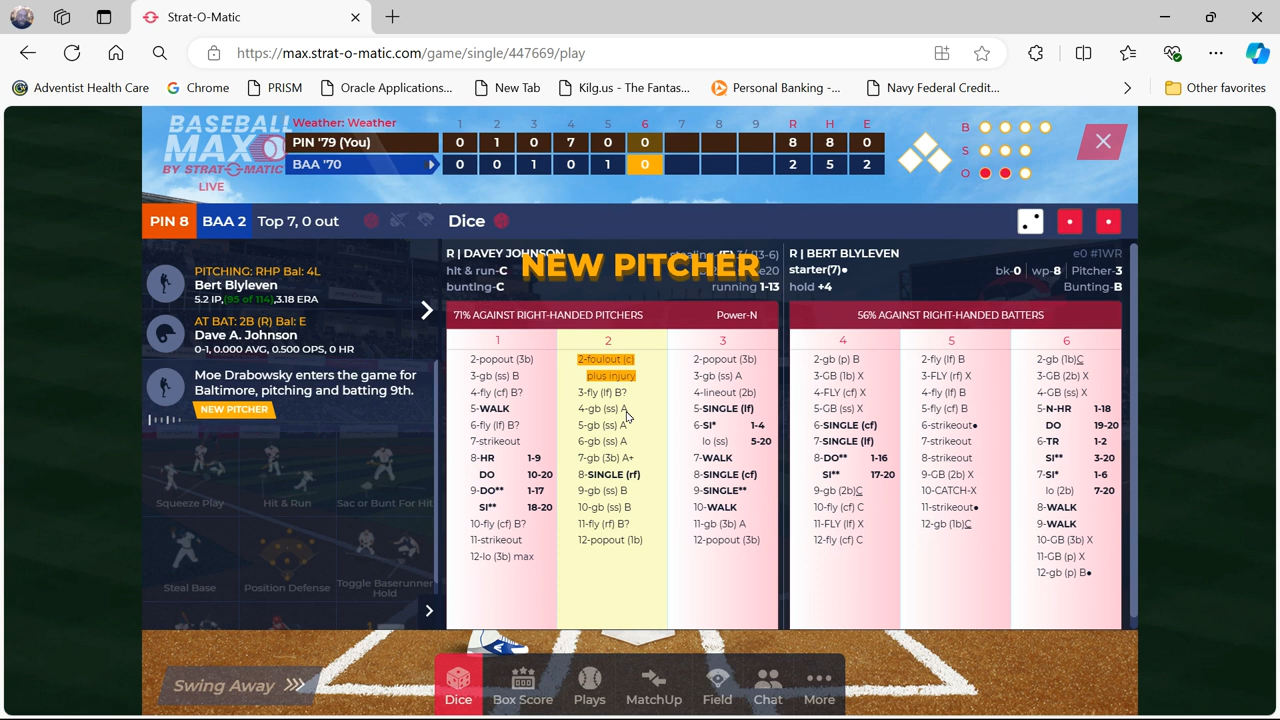 Strat-O-Matic
https://max.strat-o-matic.com/game/single/447669/play
Adventist Health Care
Chrome
PRISM
Oracle Applications...
New Tab
Kilg.us - The Fantas...
Personal Banking -...
Navy Federal Credit...
Other favorites
BASEBALL
MAX
BY STRAT-O-MATIC
LIVE
Weather: Weather
1 2 3 4 5 6 7 8 9 R H E
PIN '79 (You) 0 1 0 7 0 0 8 8 0
BAA '70 0 0 1 0 1 0 2 5 2
B
S
O
PIN 8 BAA 2 Top 7, 0 out
Dice
PITCHING: RHP Bal: 4L
Bert Blyleven
5.2 IP,(95 of 114),3.18 ERA
AT BAT: 2B (R) Bal: E
Dave A. Johnson
0-1, 0.000 AVG, 0.500 OPS, 0 HR
Moe Drabowsky enters the game for
Baltimore, pitching and batting 9th.
NEW PITCHER
Squeeze Play
Hit & Run
Sac or Bunt For Hit
Steal Base
Position Defense
Toggle Baserunner
Hold
NEW PITCHER
R | DAVEY JOHNSON
hit & run-C
e20
bunting-C
running 1-13
71% AGAINST RIGHT-HANDED PITCHERS
Power-N
1
2-popout (3b)
3-gb (ss) B
4-fly (cf) B?
5-WALK
6-fly (lf) B?
7-strikeout
8-HR 1-9
DO 10-20
9-DO** 1-17
SI** 18-20
10-fly (cf) B?
11-strikeout
12-lo (3b) max
2
2-foulout (c)
plus injury
3-fly (lf) B?
4-gb (ss) A
5-gb (ss) A
6-gb (ss) A
7-gb (3b) A+
8-SINGLE (rf)
9-gb (ss) B
10-gb (ss) B
11-fly (rf) B?
12-popout (1b)
3
2-popout (3b)
3-gb (ss) A
4-lineout (2b)
5-SINGLE (lf)
6-SI* 1-4
lo (ss) 5-20
7-WALK
8-SINGLE (cf)
9-SINGLE**
10-WALK
11-gb (3b) A
12-popout (3b)
R | BERT BLYLEVEN
e0 #1WR
starter(7)●
bk-0 | wp-8 | Pitcher-3
hold +4
Bunting-B
56% AGAINST RIGHT-HANDED BATTERS
4
2-gb (p) B
3-GB (1b) X
4-FLY (cf) X
5-GB (ss) X
6-SINGLE (cf)
7-SINGLE (lf)
8-DO** 1-16
SI** 17-20
9-gb (2b)C
10-fly (cf) C
11-FLY (lf) X
12-fly (cf) C
5
2-fly (lf) B
3-FLY (rf) X
4-fly (lf) B
5-fly (cf) B
6-strikeout●
7-strikeout
8-strikeout
9-GB (2b) X
10-CATCH-X
11-strikeout●
12-gb (1b)C
6
2-gb (1b)C
3-GB (2b) X
4-GB (ss) X
5-N-HR 1-18
DO 19-20
6-TR 1-2
SI** 3-20
7-SI* 1-6
lo (2b) 7-20
8-WALK
9-WALK
10-GB (3b) X
11-GB (p) X
12-gb (p) B●
Swing Away
Dice
Box Score
Plays
MatchUp
Field
Chat
More